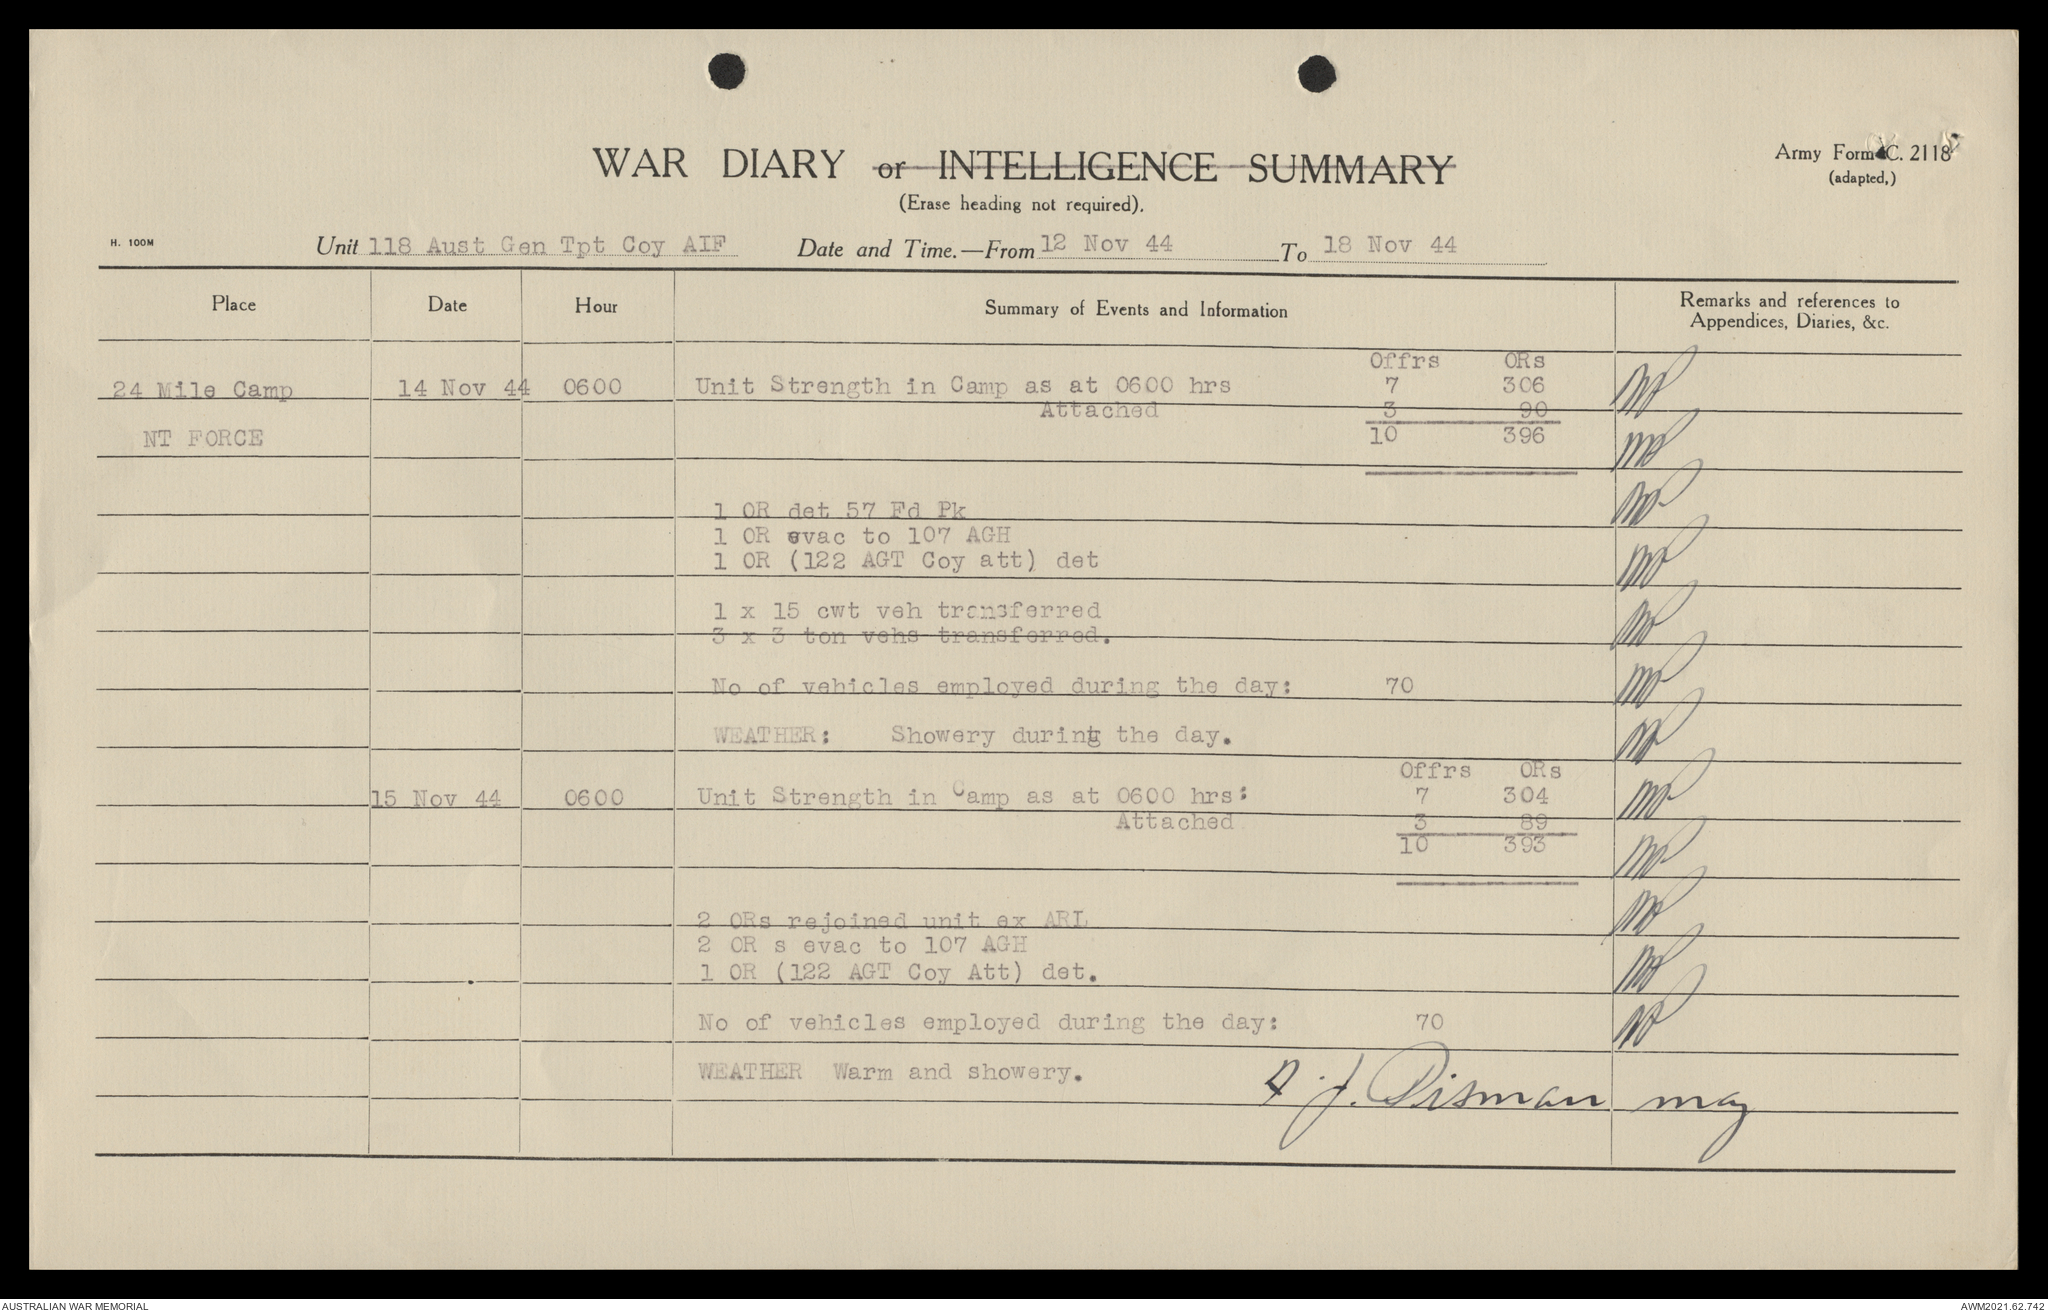 WAR DIARY or INTELLIGENCE SUMMARY
(Erase heading not required).
Army Form C. 2118
(adapted,)
H. 100M
Unit 118 Aust Gen Tpt Coy AIF Date and Time.—From 12 Nov 44 To 18 Nov 44
Place Date Hour Summary of Events and Information Remarks and references to
Appendices, Diaries, &c.
Offrs ORs
24 Mile Camp 14 Nov 44 0600 Unit Strength in Camp as at 0600 hrs 7 306
Attached 3 90
NT FORCE 10 396
1 OR det 57 Fd Pk
1 OR evac to 107 AGH
1 OR (122 AGT Coy att) det
1 x 15 cwt veh transferred
3 x 3 ton vehs transferred.
No of vehicles employed during the day: 70
WEATHER: Showery during the day.
Offrs ORs
15 Nov 44 0600 Unit Strength in Camp as at 0600 hrs: 7 304
Attached 3 89
10 393
2 ORs rejoined unit ex ARL
2 OR s evac to 107 AGH
1 OR (122 AGT Coy Att) det.
No of vehicles employed during the day: 70
WEATHER Warm and showery.
AUSTRALIAN WAR MEMORIAL AWM2021.62.742